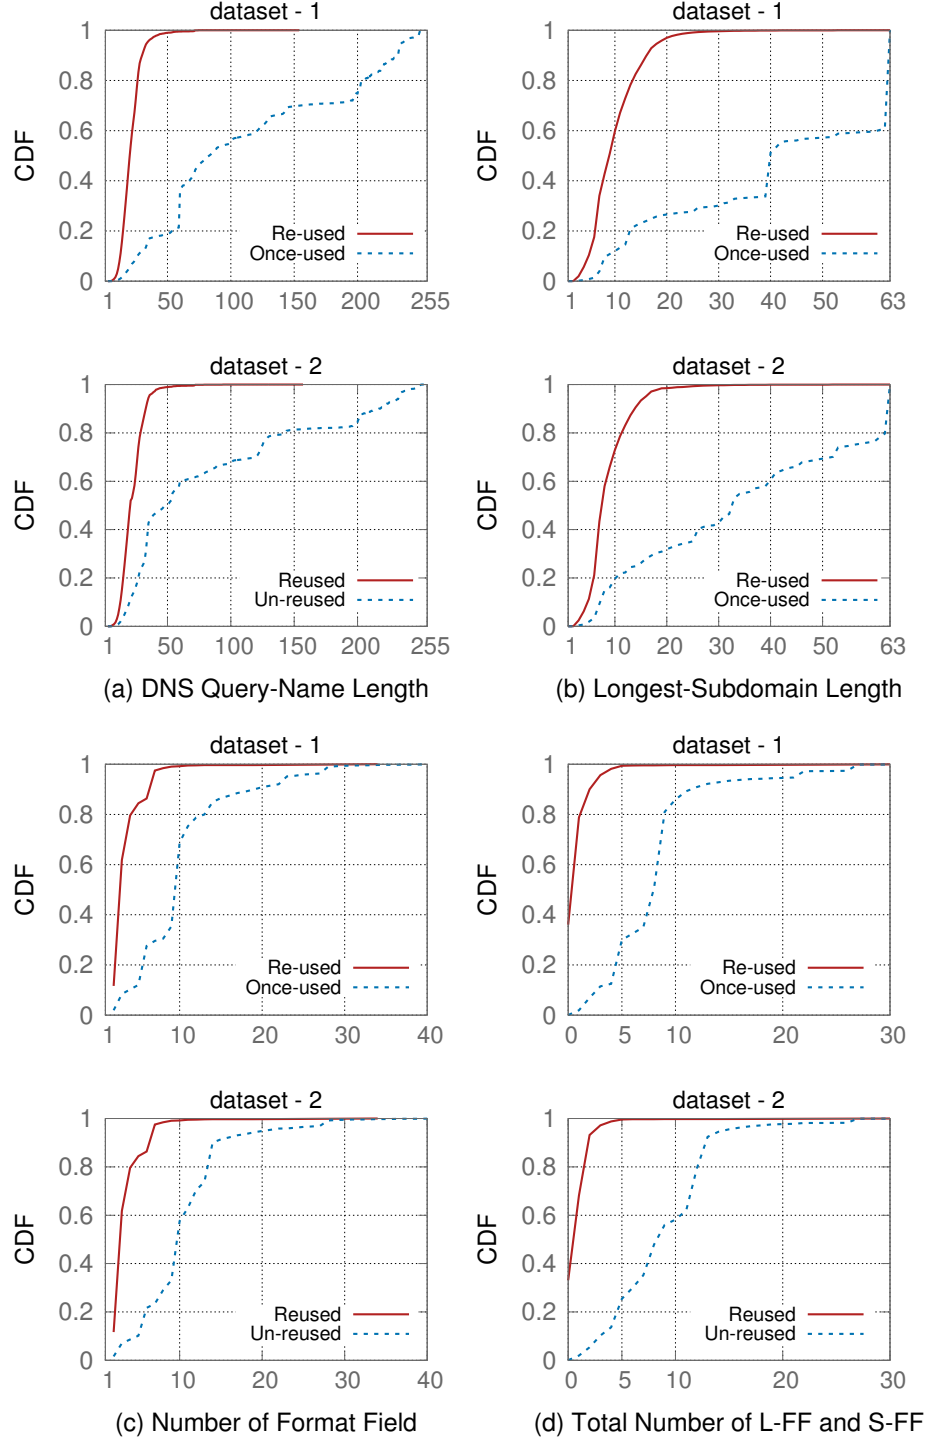 dataset - 1
CDF
1
0.8
0.6
0.4
0.2
0
Re-used
Once-used
1 50 100 150 200 255
dataset - 1
CDF
1
0.8
0.6
0.4
0.2
0
Re-used
Once-used
1 10 20 30 40 50 63
dataset - 2
CDF
1
0.8
0.6
0.4
0.2
0
Reused
Un-reused
1 50 100 150 200 255
(a) DNS Query-Name Length
dataset - 2
CDF
1
0.8
0.6
0.4
0.2
0
Re-used
Once-used
1 10 20 30 40 50 63
(b) Longest-Subdomain Length
dataset - 1
CDF
1
0.8
0.6
0.4
0.2
0
Re-used
Once-used
1 10 20 30 40
dataset - 1
CDF
1
0.8
0.6
0.4
0.2
0
Re-used
Once-used
0 5 10 20 30
dataset - 2
CDF
1
0.8
0.6
0.4
0.2
0
Reused
Un-reused
1 10 20 30 40
(c) Number of Format Field
dataset - 2
CDF
1
0.8
0.6
0.4
0.2
0
Reused
Un-reused
0 5 10 20 30
(d) Total Number of L-FF and S-FF